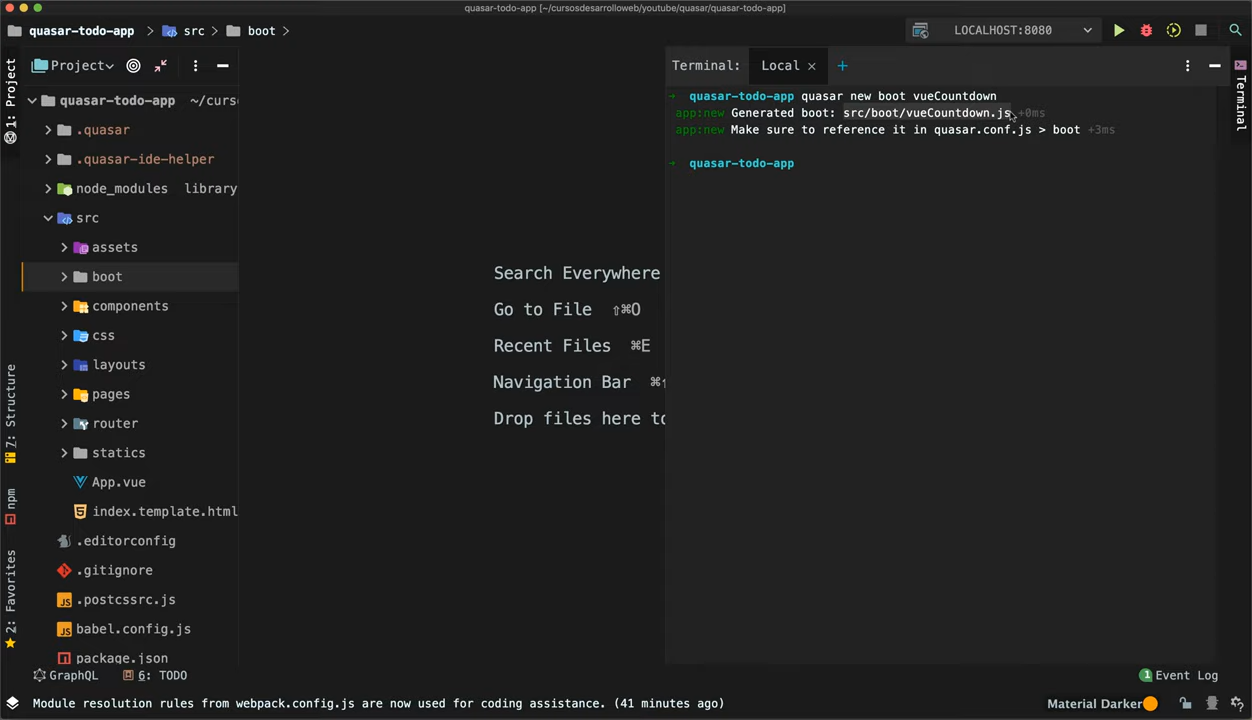 quasar-todo-app [~/cursosdesarrolloweb/youtube/quasar/quasar-todo-app]
quasar-todo-app > src > boot >
LOCALHOST:8080
1: Project
Project
Terminal: Local × +
Terminal
quasar-todo-app ~/curso
.quasar
.quasar-ide-helper
node_modules library
src
assets
boot
components
css
layouts
pages
router
statics
App.vue
index.template.html
.editorconfig
.gitignore
.postcssrc.js
babel.config.js
package.json
Search Everywhere
Go to File ⇧⌘O
Recent Files ⌘E
Navigation Bar
Drop files here to
→ quasar-todo-app quasar new boot vueCountdown
app:new Generated boot: src/boot/vueCountdown.js +0ms
app:new Make sure to reference it in quasar.conf.js > boot +3ms
→ quasar-todo-app
7: Structure
npm
2: Favorites
GraphQL
6: TODO
1 Event Log
Module resolution rules from webpack.config.js are now used for coding assistance. (41 minutes ago)
Material Darker